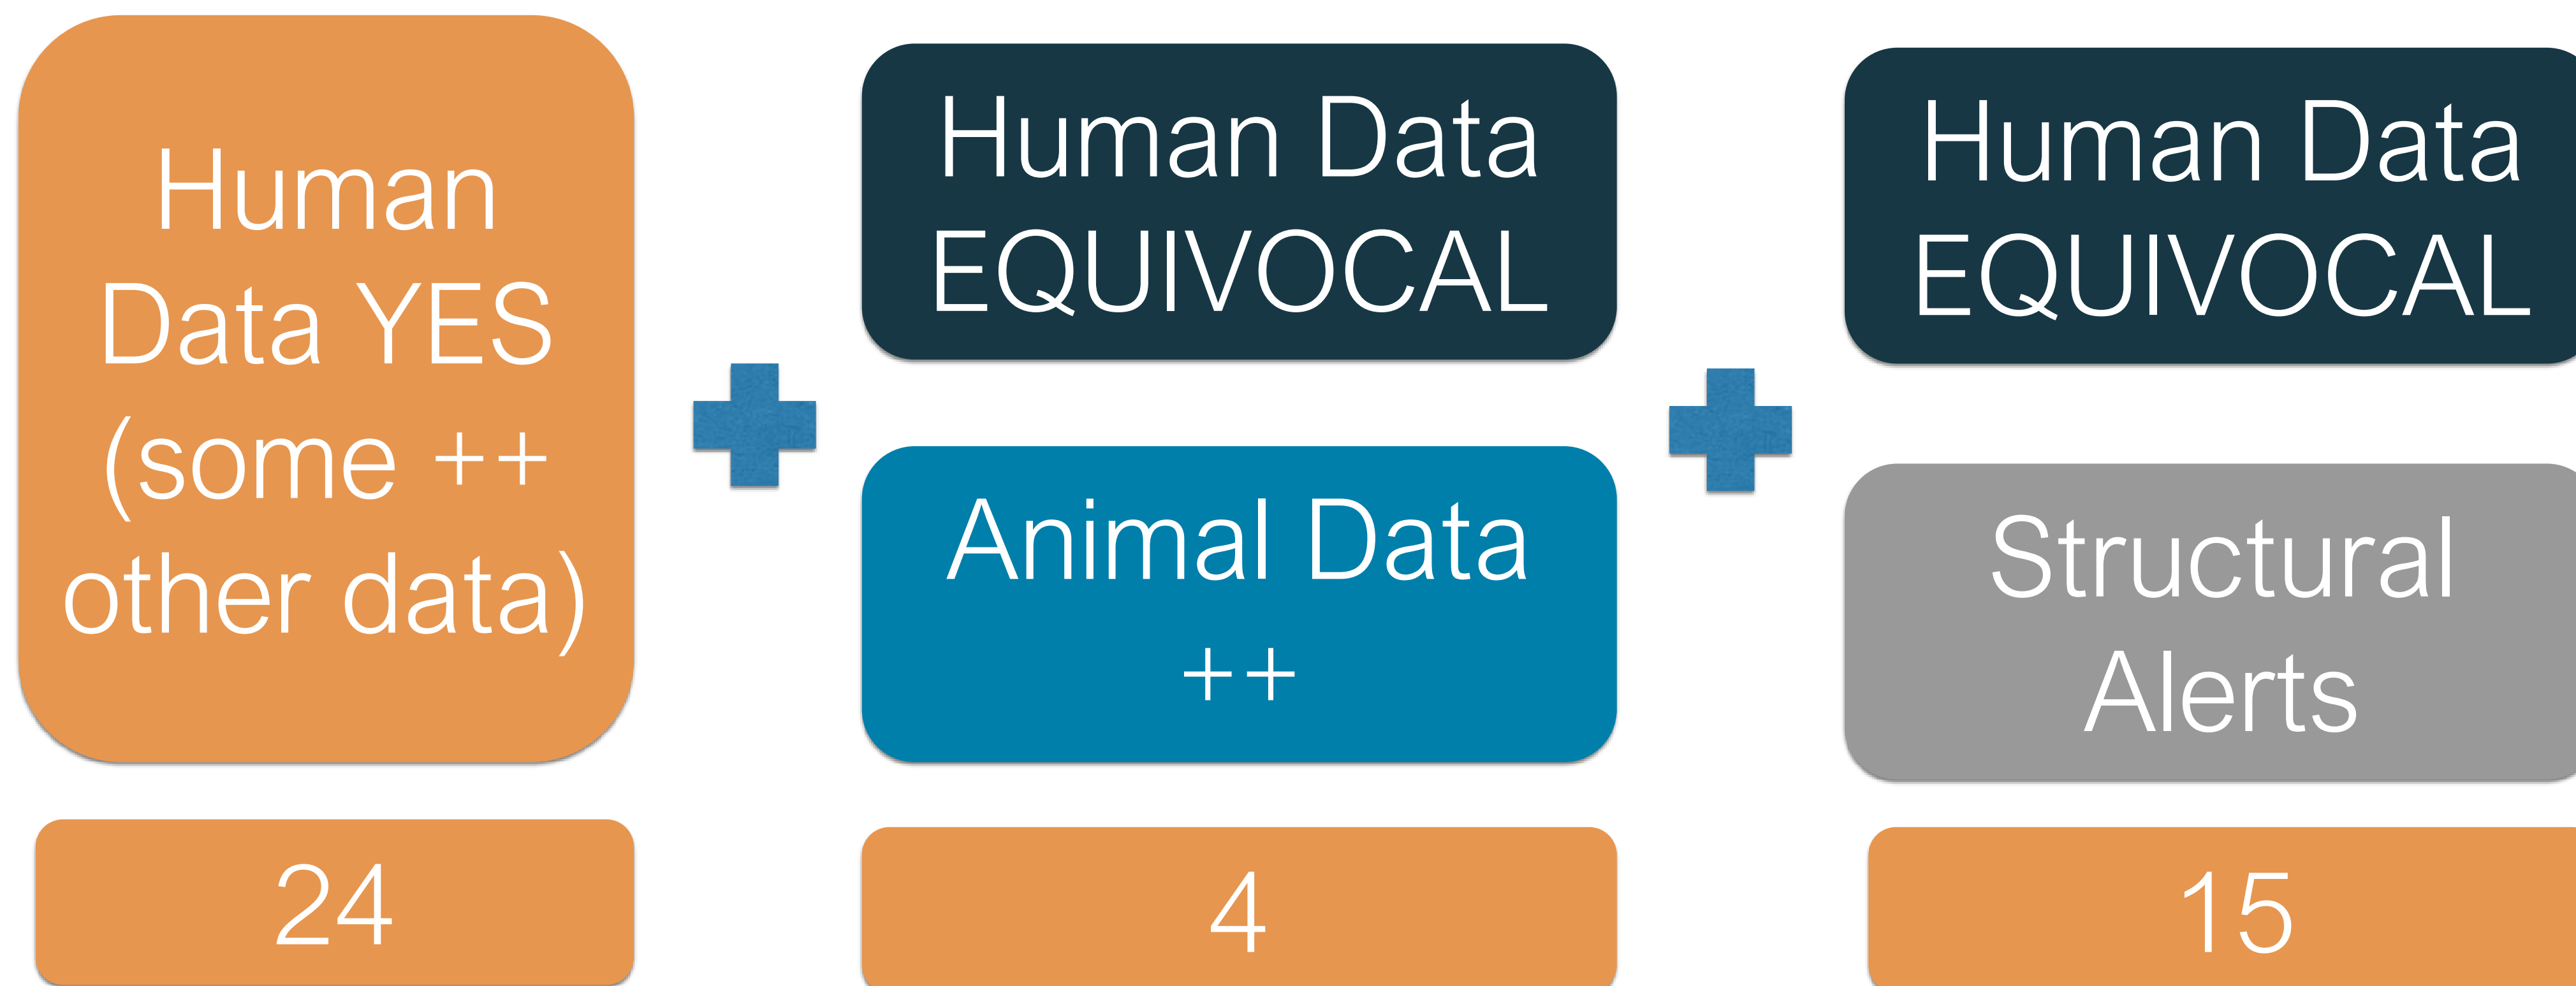 Human
Data YES
(some ++
other data)
24
Human Data
EQUIVOCAL
Animal Data
++
4
Human Data
EQUIVOCAL
Structural
Alerts
15